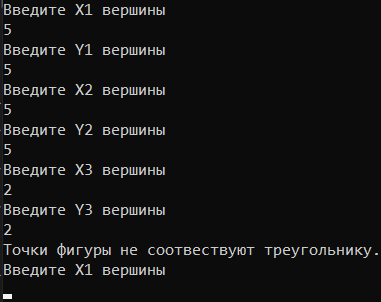 Введите X1 вершины
5
Введите Y1 вершины
5
Введите X2 вершины
5
Введите Y2 вершины
5
Введите X3 вершины
2
Введите Y3 вершины
2
Точки фигуры не соотвествуют треугольнику.
Введите X1 вершины